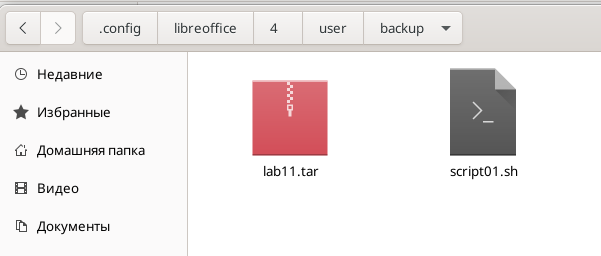 .config libreoffice 4 user backup
Недавние
Избранные
Домашняя папка
Видео
Документы
lab11.tar script01.sh